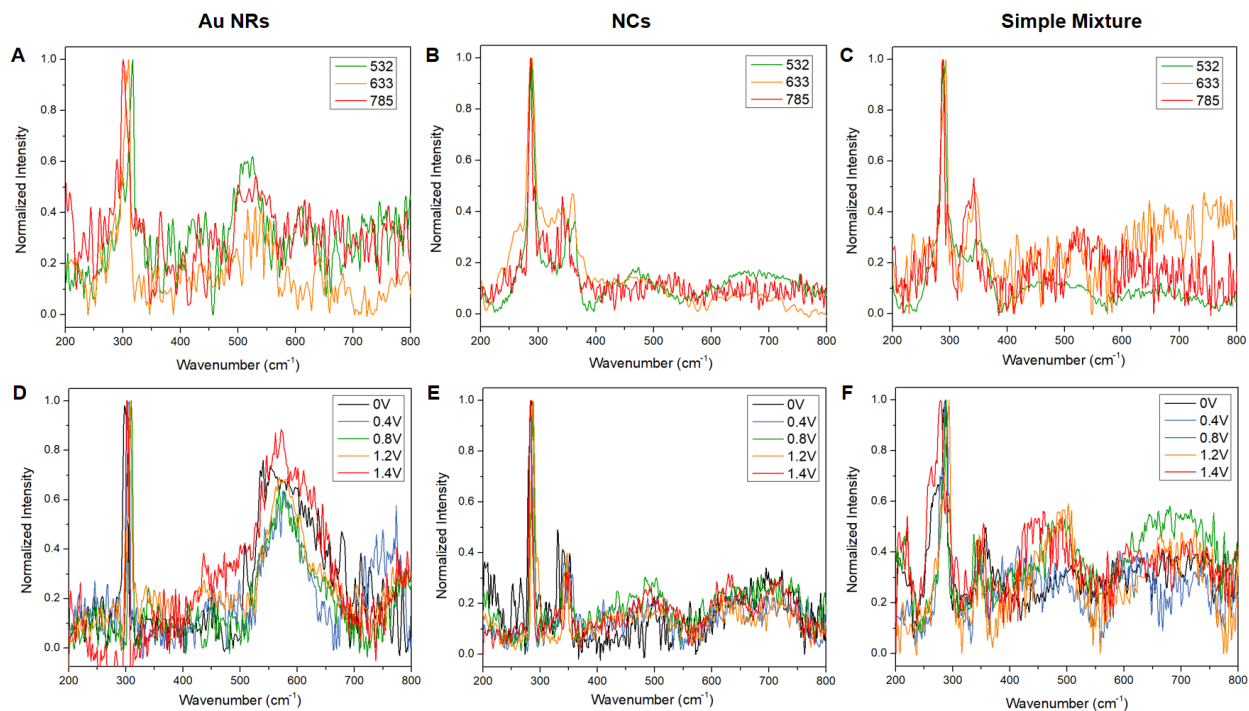 Au NRs
NCs
Simple Mixture
A
1.0
0.8
0.6
0.4
0.2
0.0
Normalized Intensity
532
633
785
200 300 400 500 600 700 800
Wavenumber (cm⁻¹)
B
1.0
0.8
0.6
0.4
0.2
0.0
Normalized Intensity
532
633
785
200 300 400 500 600 700 800
Wavenumber (cm⁻¹)
C
1.0
0.8
0.6
0.4
0.2
0.0
Normalized Intensity
532
633
785
200 300 400 500 600 700 800
Wavenumber (cm⁻¹)
D
1.0
0.8
0.6
0.4
0.2
0.0
Normalized Intensity
0V
0.4V
0.8V
1.2V
1.4V
200 300 400 500 600 700 800
Wavenumber (cm⁻¹)
E
1.0
0.8
0.6
0.4
0.2
0.0
Normalized Intensity
0V
0.4V
0.8V
1.2V
1.4V
200 300 400 500 600 700 800
Wavenumber (cm⁻¹)
F
1.0
0.8
0.6
0.4
0.2
0.0
Normalized Intensity
0V
0.4V
0.8V
1.2V
1.4V
200 300 400 500 600 700 800
Wavenumber (cm⁻¹)